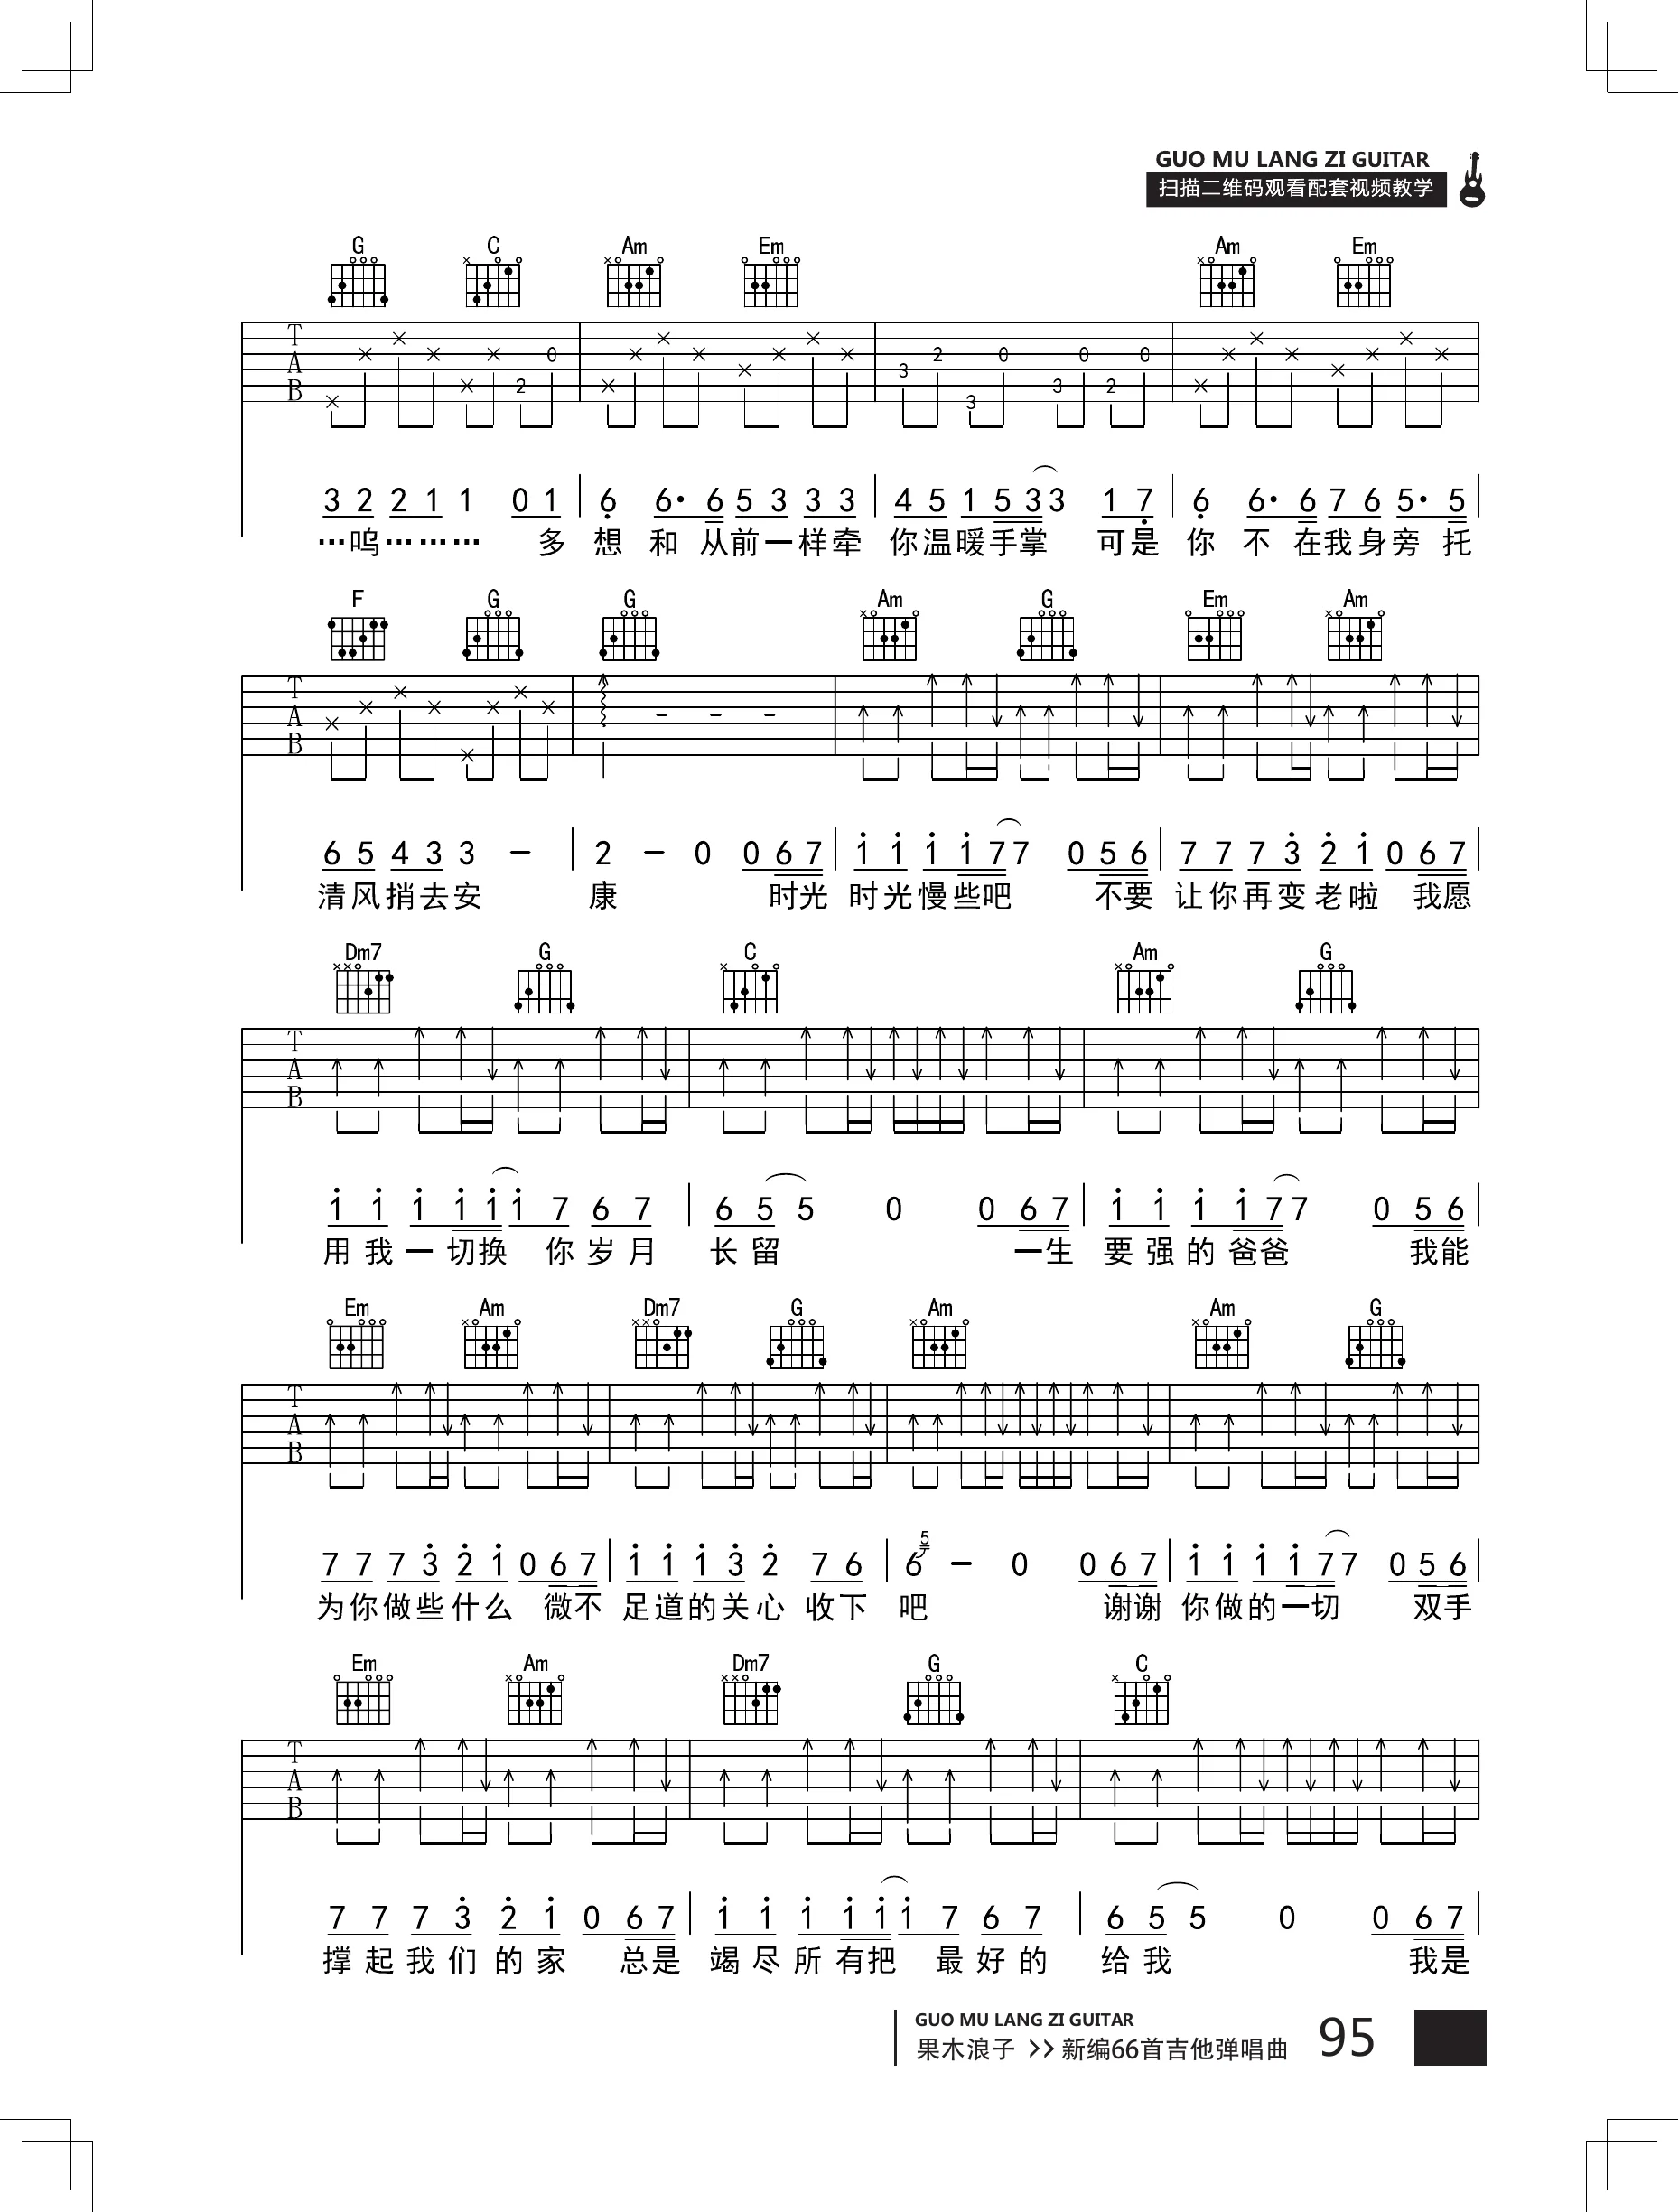 GUO MU LANG ZI GUITAR
扫描二维码观看配套视频教学
G C Am Em Am Em
T A B
2 0 3 2 3 0 3 0 2 0
3 2 2 1 1 0 1 6 6· 6 5 3 3 3 4 5 1 5 3 3 1 7 6 6· 6 7 6 5· 5
…呜……… 多 想 和 从前一样牵 你温暖手掌 可是 你 不 在我身旁 托
F G G Am G Em Am
T A B
6 5 4 3 3 – 2 – 0 0 6 7 1 1 1 1 7 7 0 5 6 7 7 7 3 2 1 0 6 7
清风捎去安 康 时光 时光慢些吧 不要 让你再变老啦 我愿
Dm7 G C Am G
T A B
1 1 1 1 1 1 7 6 7 6 5 5 0 0 6 7 1 1 1 1 7 7 0 5 6
用我一切换 你岁月 长留 一生 要强的爸爸 我能
Em Am Dm7 G Am Am G
T A B
7 7 7 3 2 1 0 6 7 1 1 1 3 2 7 6 6 5 – 0 0 6 7 1 1 1 1 7 7 0 5 6
为你做些什么 微不 足道的关心 收下 吧 谢谢 你做的一切 双手
Em Am Dm7 G C
T A B
7 7 7 3 2 1 0 6 7 1 1 1 1 1 1 7 6 7 6 5 5 0 0 6 7
撑起我们的家 总是 竭尽所有把 最好的 给我 我是
GUO MU LANG ZI GUITAR
果木浪子 >> 新编66首吉他弹唱曲 95